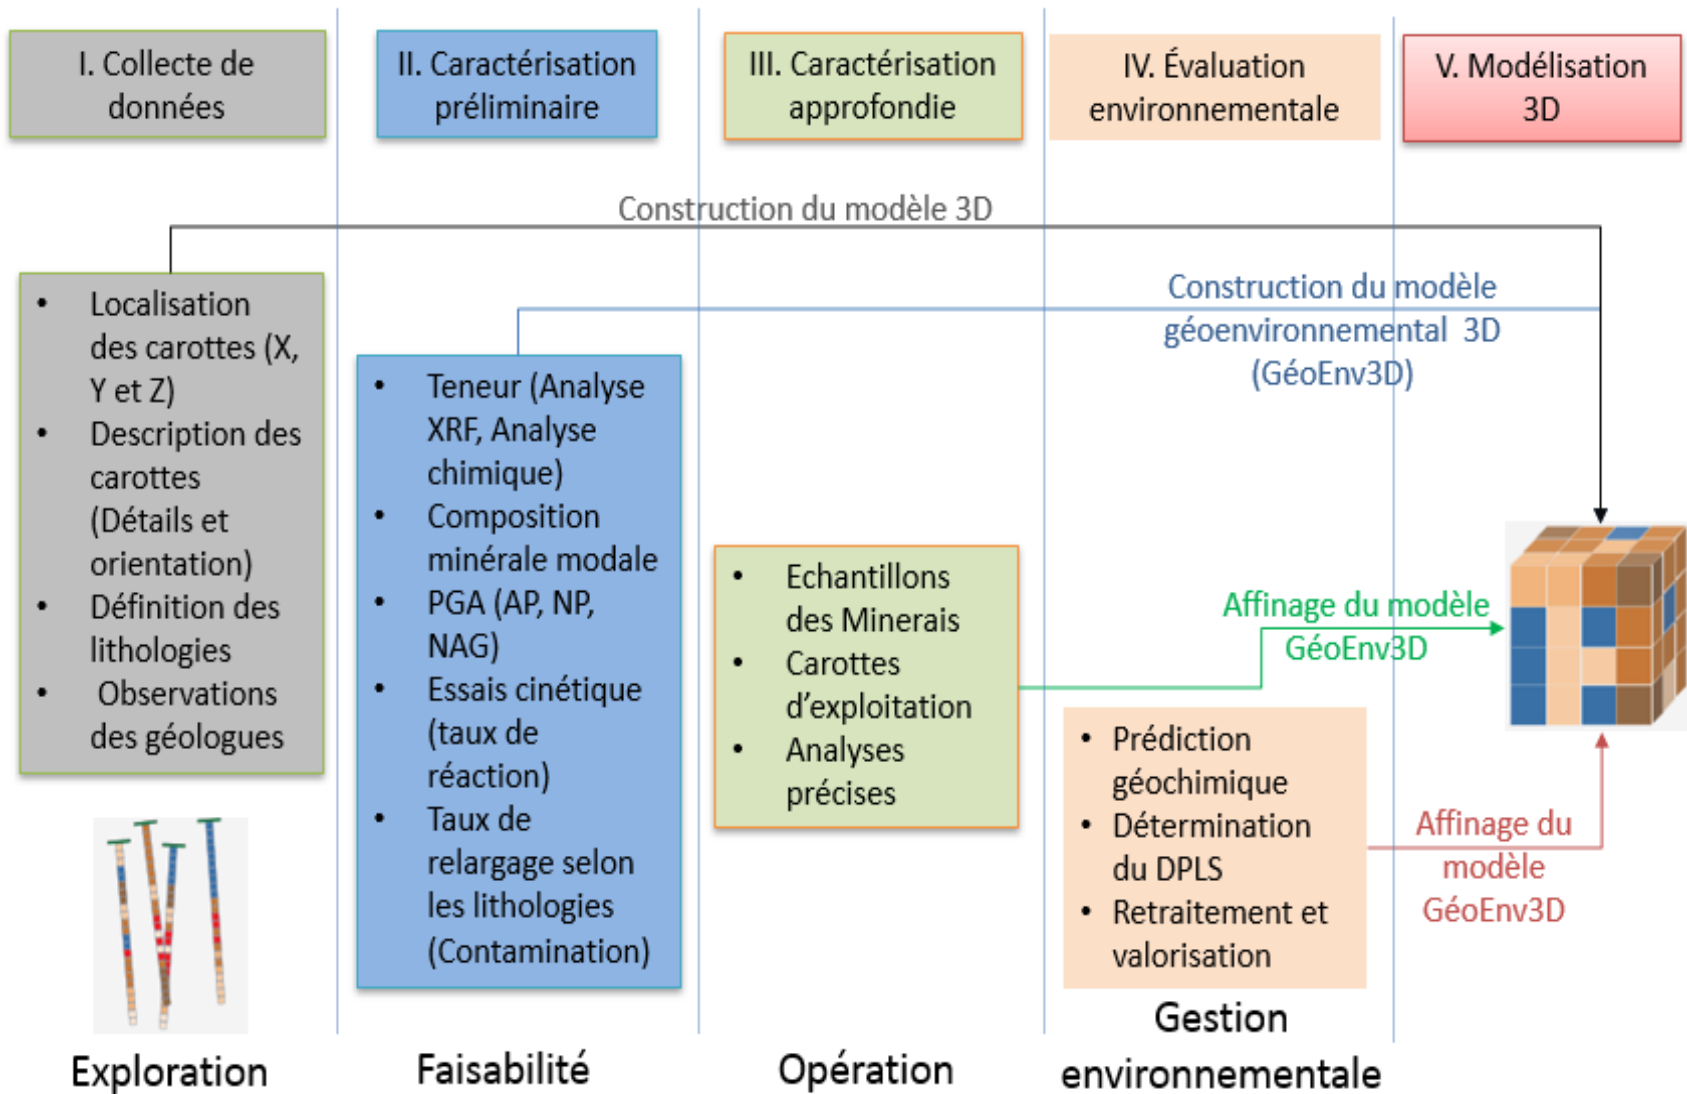 I. Collecte de
données
II. Caractérisation
préliminaire
III. Caractérisation
approfondie
IV. Évaluation
environnementale
V. Modélisation
3D
Construction du modèle 3D
Construction du modèle
géoenvironnemental 3D
(GéoEnv3D)
• Localisation
des carottes (X,
Y et Z)
• Description des
carottes
(Détails et
orientation)
• Définition des
lithologies
• Observations
des géologues
• Teneur (Analyse
XRF, Analyse
chimique)
• Composition
minérale modale
• PGA (AP, NP,
NAG)
• Essais cinétique
(taux de
réaction)
• Taux de
relargage selon
les lithologies
(Contamination)
• Echantillons
des Minerais
• Carottes
d'exploitation
• Analyses
précises
Affinage du modèle
GéoEnv3D
• Prédiction
géochimique
• Détermination
du DPLS
• Retraitement et
valorisation
Affinage du
modèle
GéoEnv3D
Exploration
Faisabilité
Opération
Gestion
environnementale